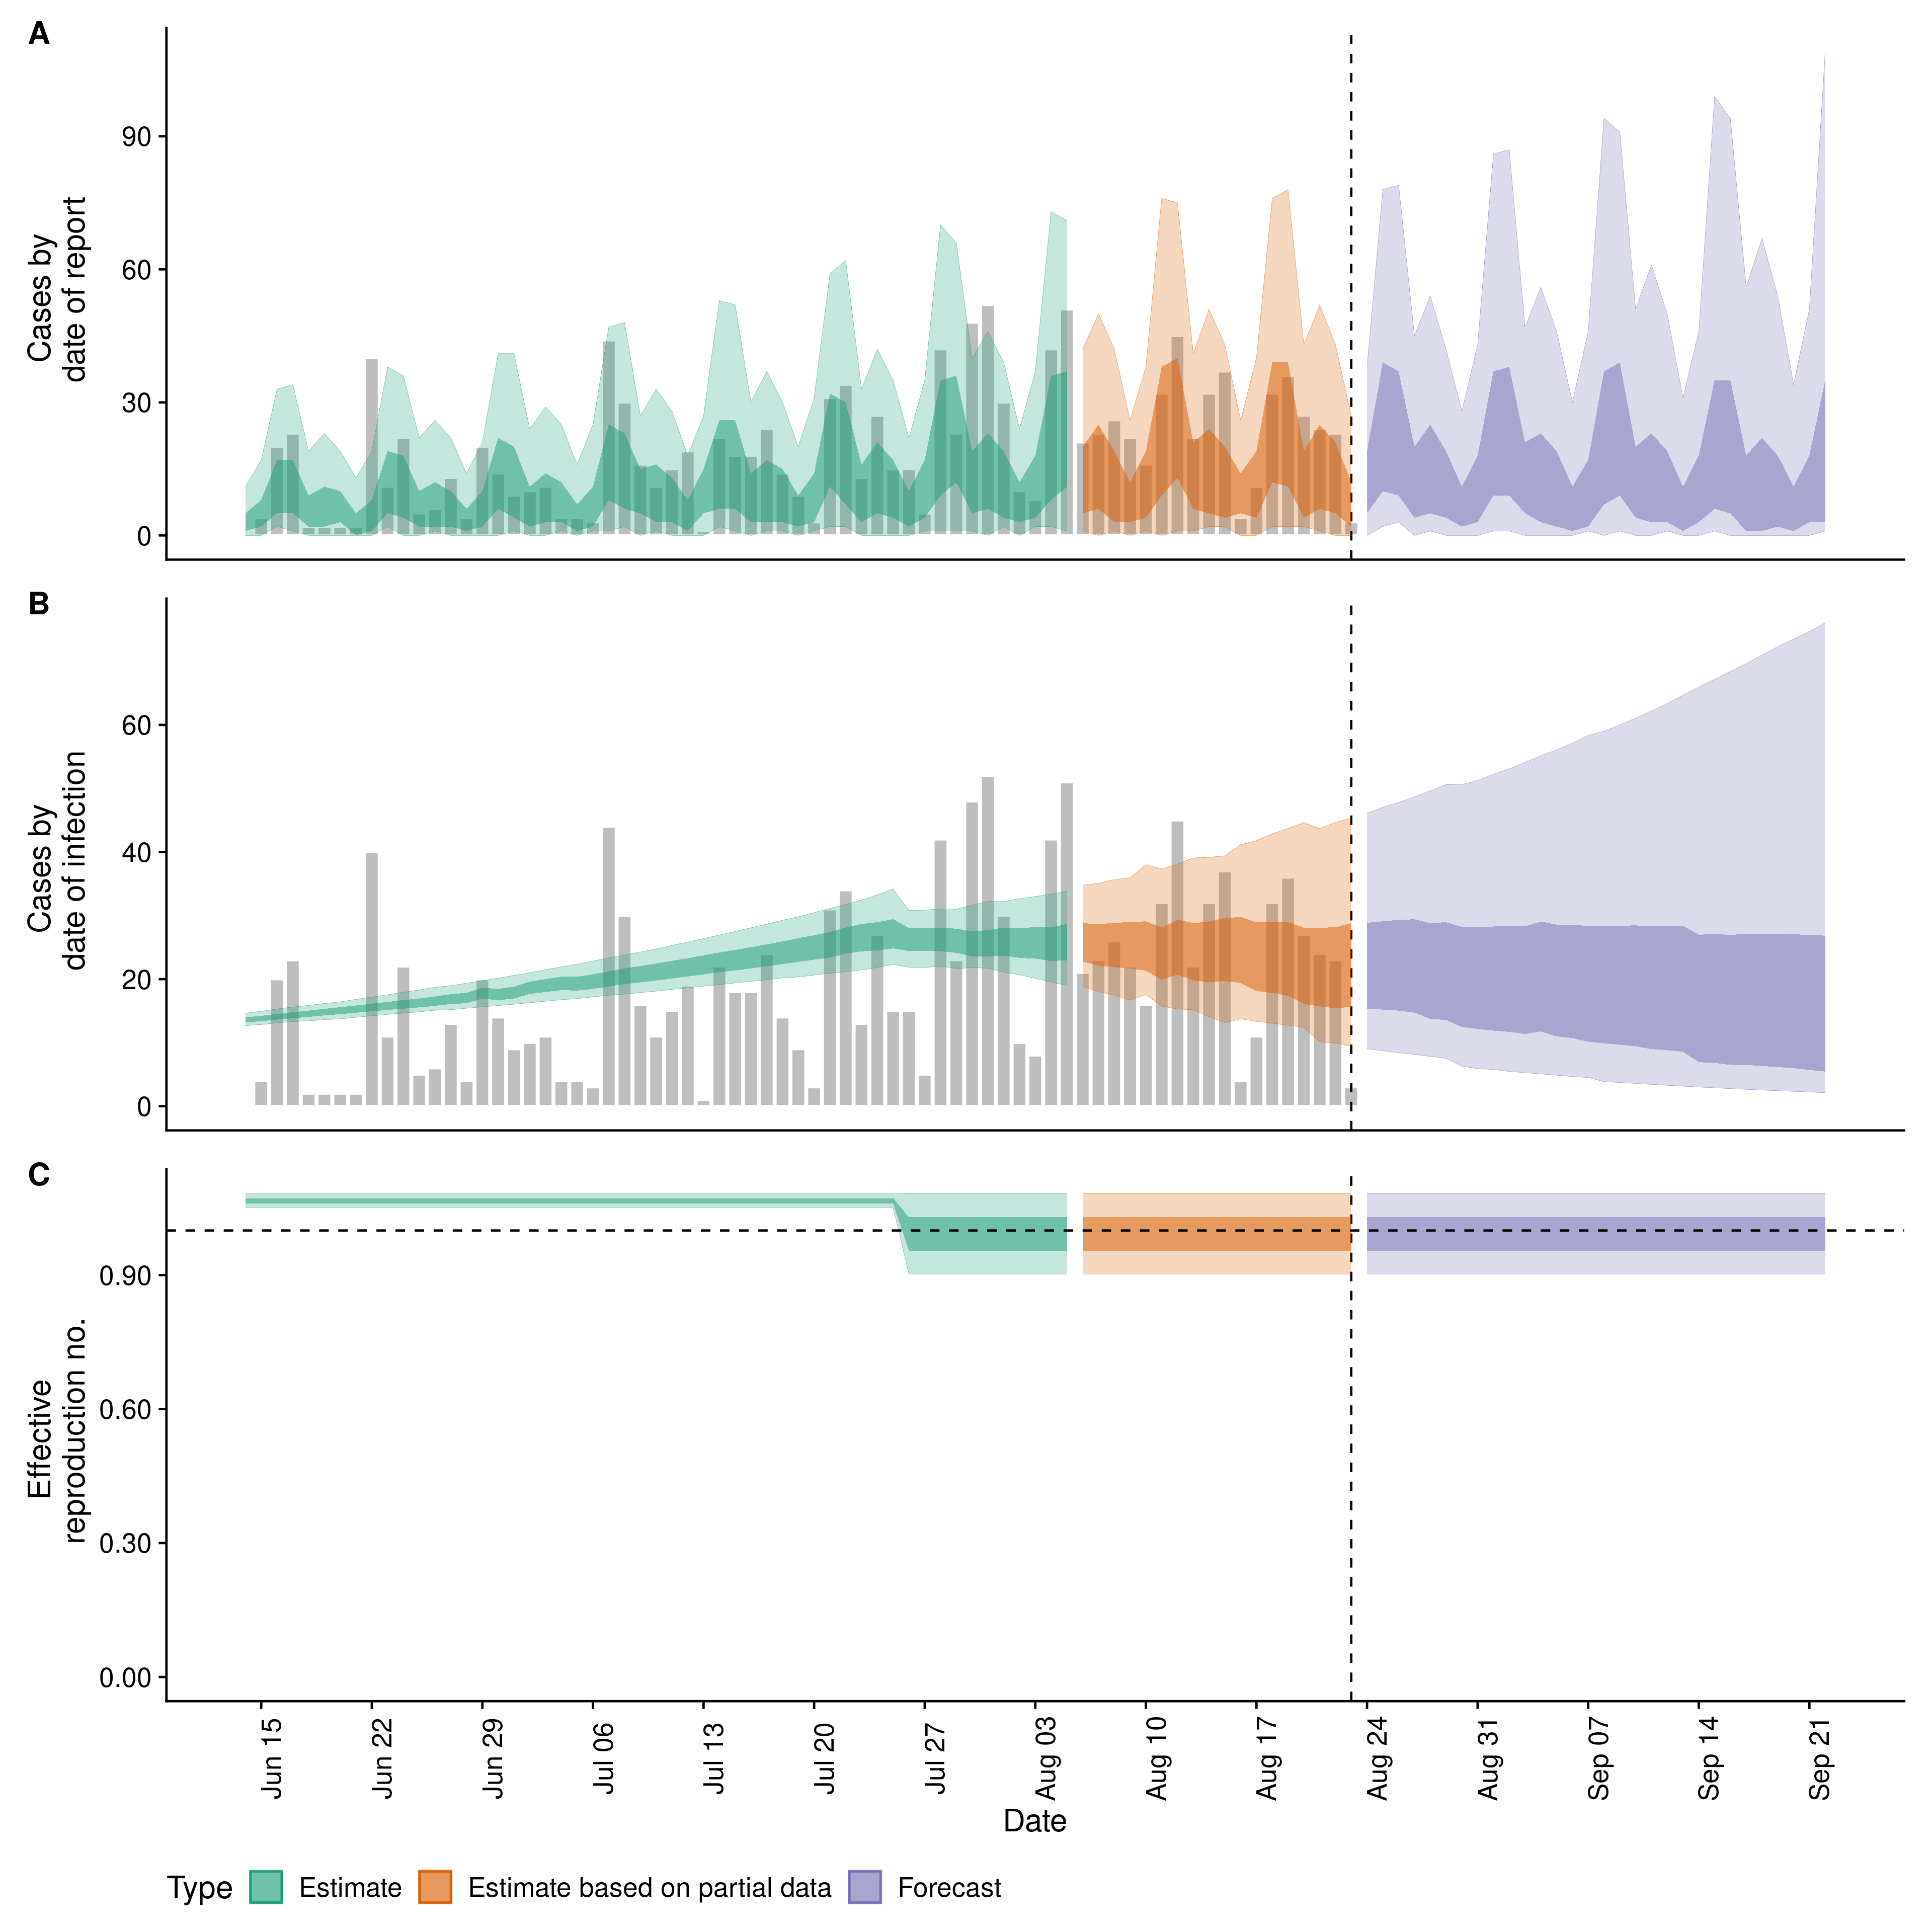 A
Cases by
date of report
90
60
30
0
B
Cases by
date of infection
60
40
20
0
C
Effective
reproduction no.
0.90
0.60
0.30
0.00
Jun 15
Jun 22
Jun 29
Jul 06
Jul 13
Jul 20
Jul 27
Aug 03
Aug 10
Aug 17
Aug 24
Aug 31
Sep 07
Sep 14
Sep 21
Date
Type Estimate Estimate based on partial data Forecast